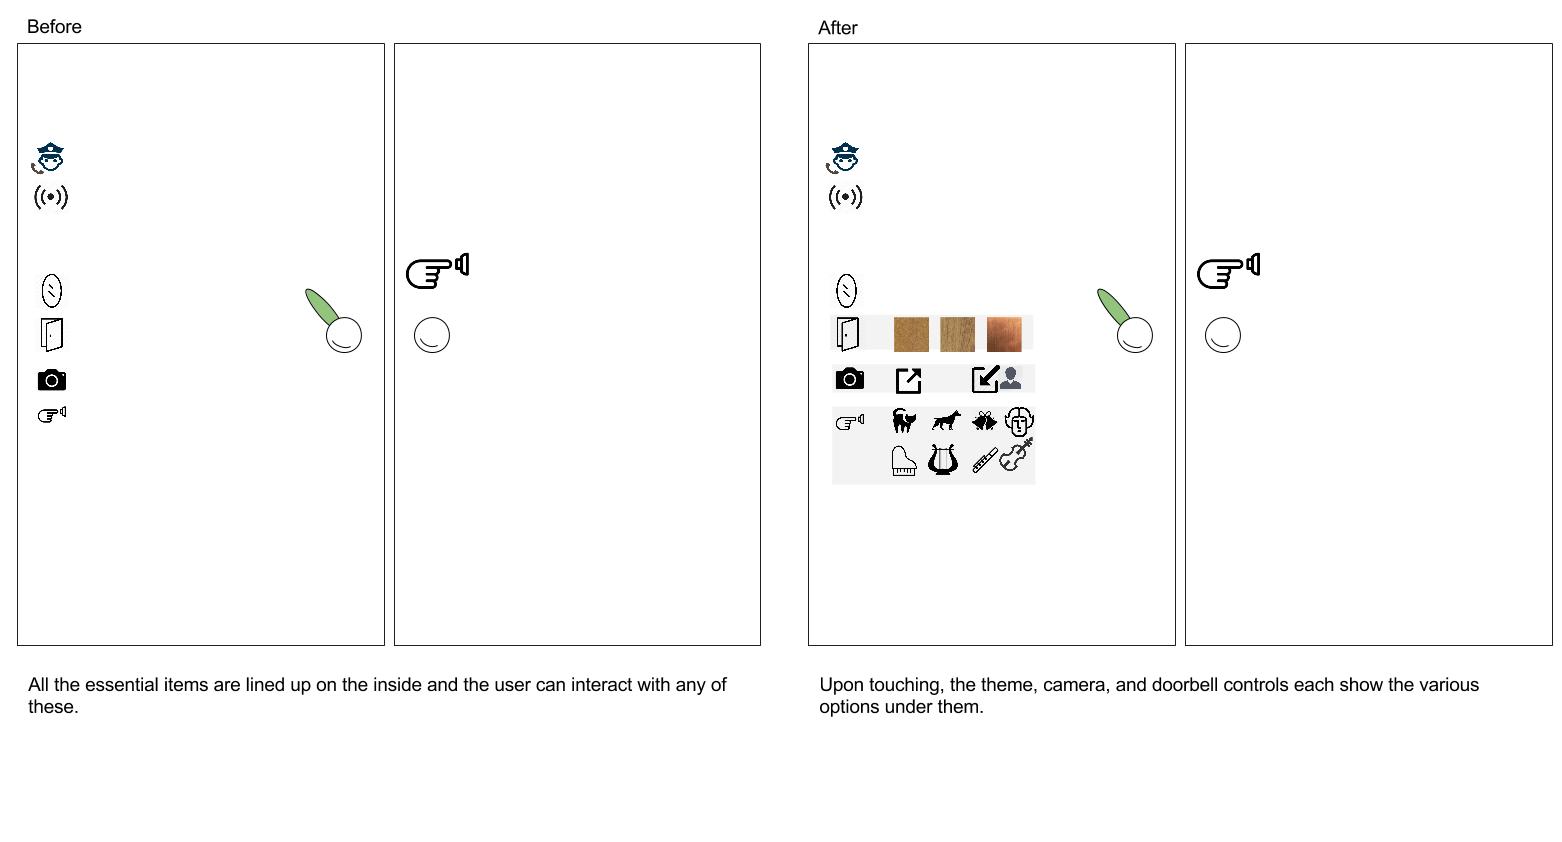 Before
After
All the essential items are lined up on the inside and the user can interact with any of
these.
Upon touching, the theme, camera, and doorbell controls each show the various
options under them.